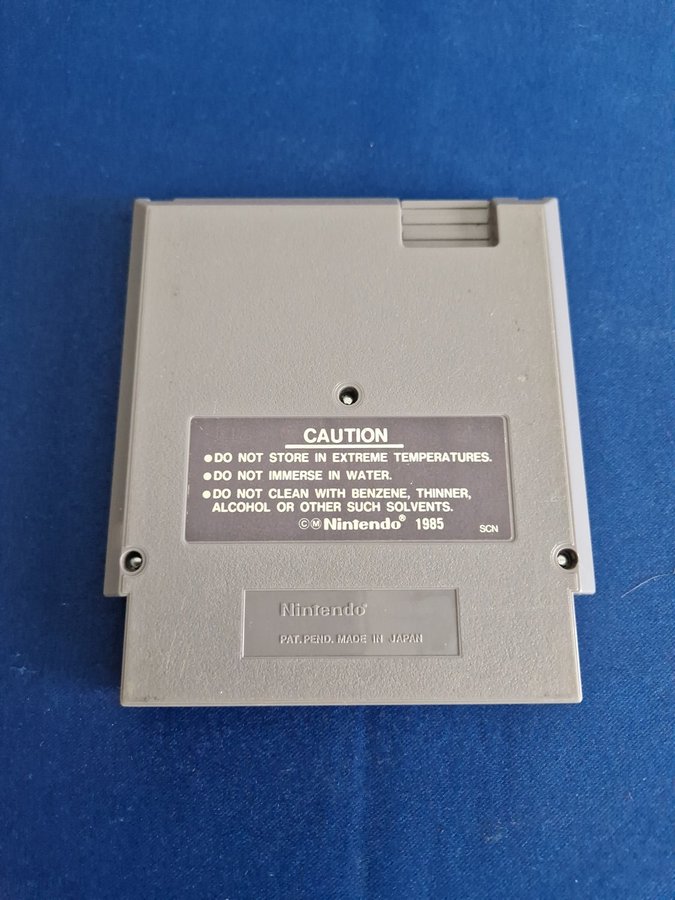 CAUTION
●DO NOT STORE IN EXTREME TEMPERATURES.
●DO NOT IMMERSE IN WATER.
●DO NOT CLEAN WITH BENZENE, THINNER,
ALCOHOL OR OTHER SUCH SOLVENTS.
ⒸⓂNintendo® 1985 SCN
Nintendo®
PAT. PEND. MADE IN JAPAN